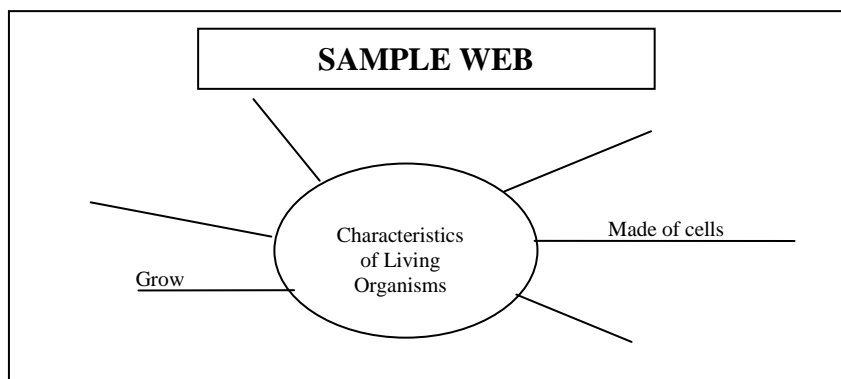 SAMPLE WEB
Characteristics
of Living
Organisms
Made of cells
Grow